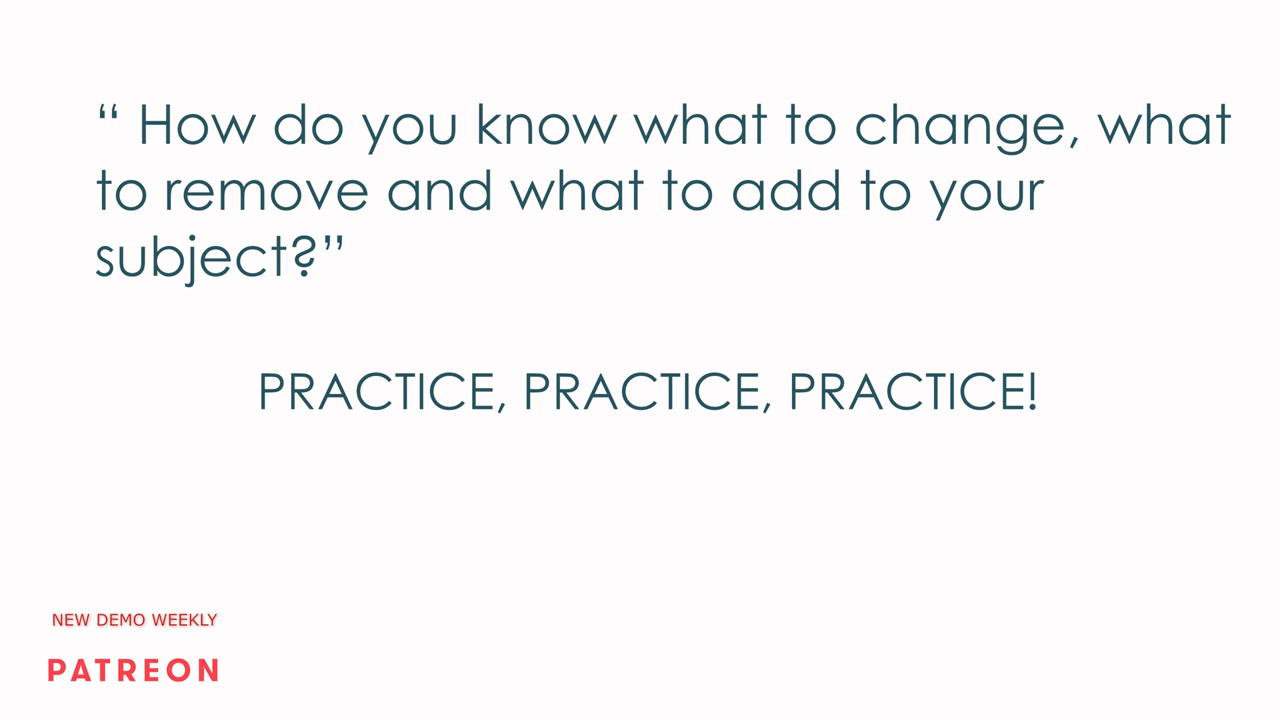 “ How do you know what to change, what
to remove and what to add to your
subject?”
PRACTICE, PRACTICE, PRACTICE!
NEW DEMO WEEKLY
PATREON